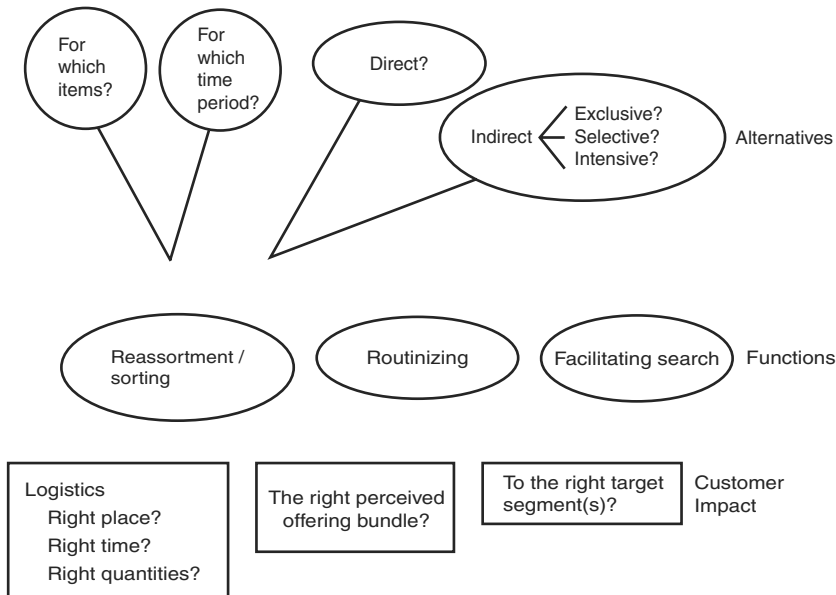 For
which
items?
For
which
time
period?
Direct?
Indirect
Exclusive?
Selective?
Intensive?
Alternatives
Reassortment /
sorting
Routinizing
Facilitating search
Functions
Logistics
Right place?
Right time?
Right quantities?
The right perceived
offering bundle?
To the right target
segment(s)?
Customer
Impact